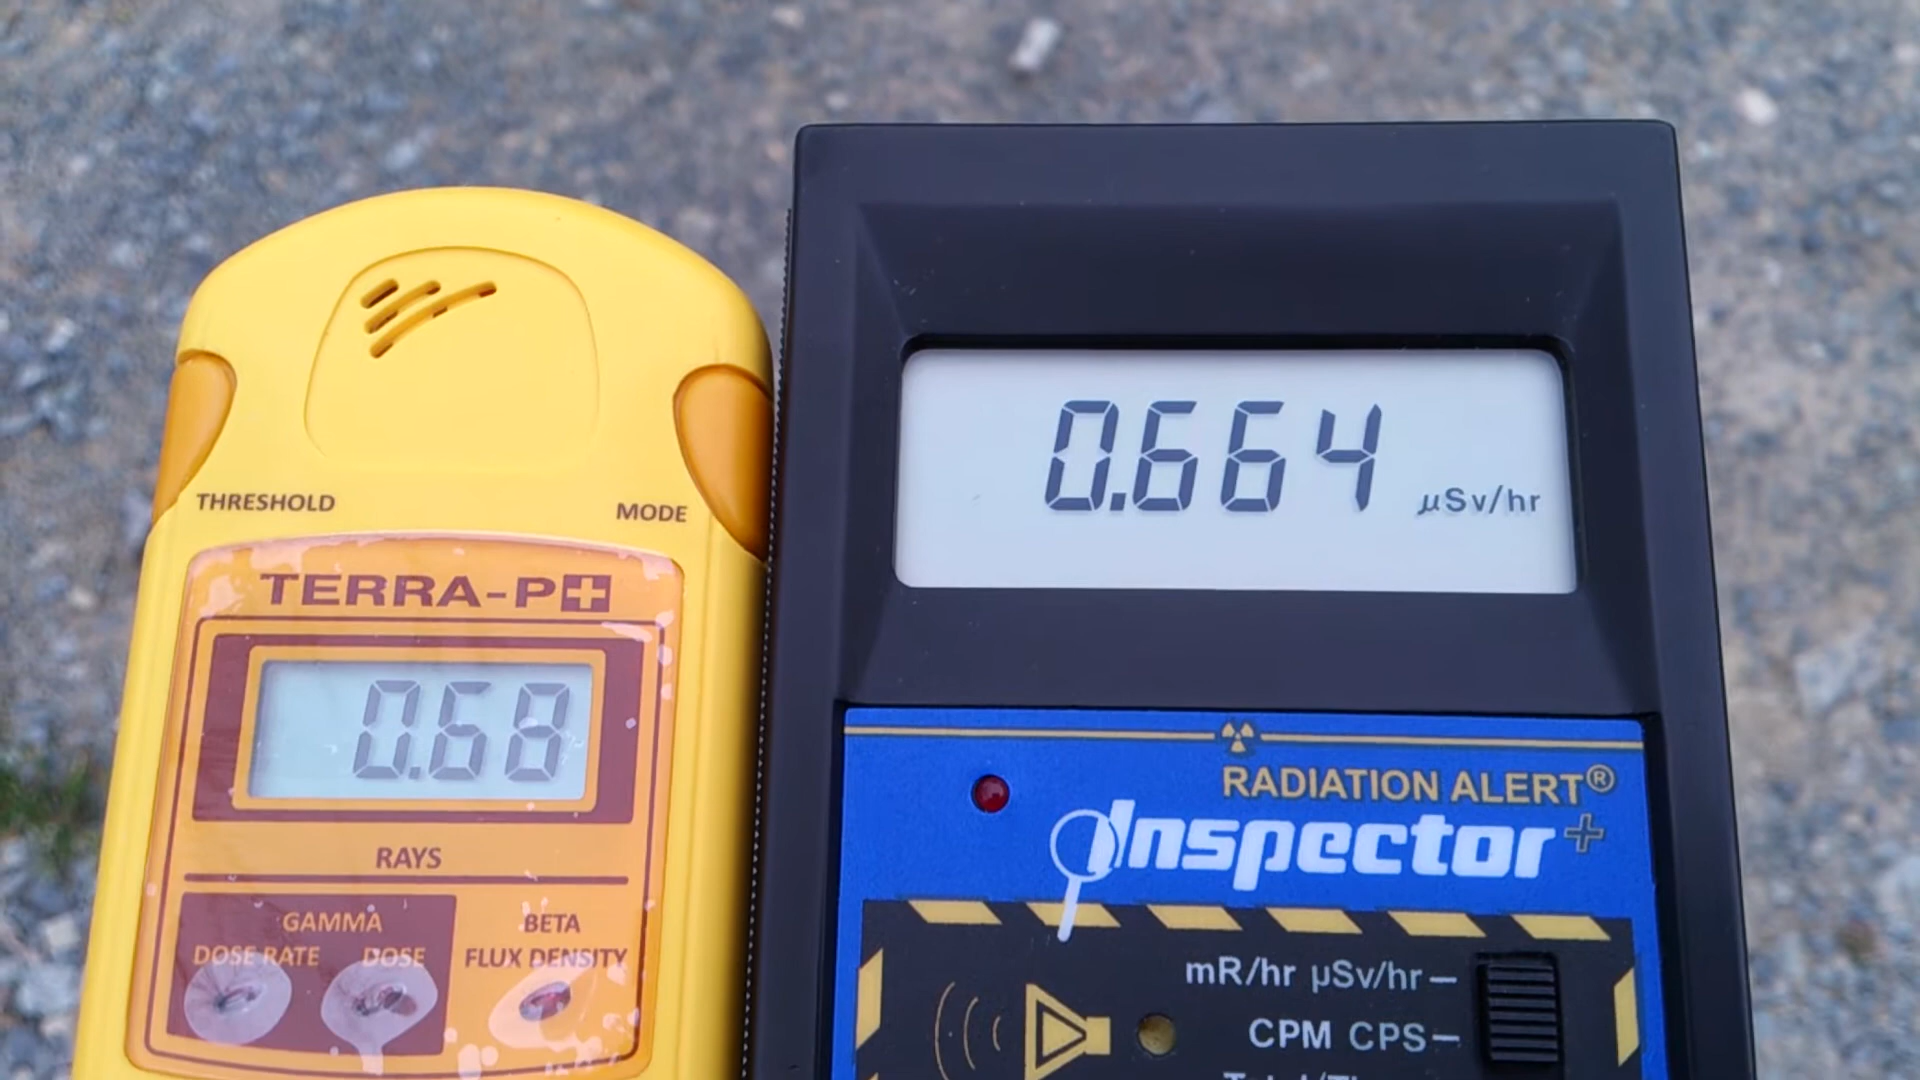 THRESHOLD MODE
TERRA-P+
0.68
RAYS
GAMMA
DOSE RATE DOSE
BETA
FLUX DENSITY
0.664 µSv/hr
RADIATION ALERT®
Inspector+
mR/hr µSv/hr
CPM CPS